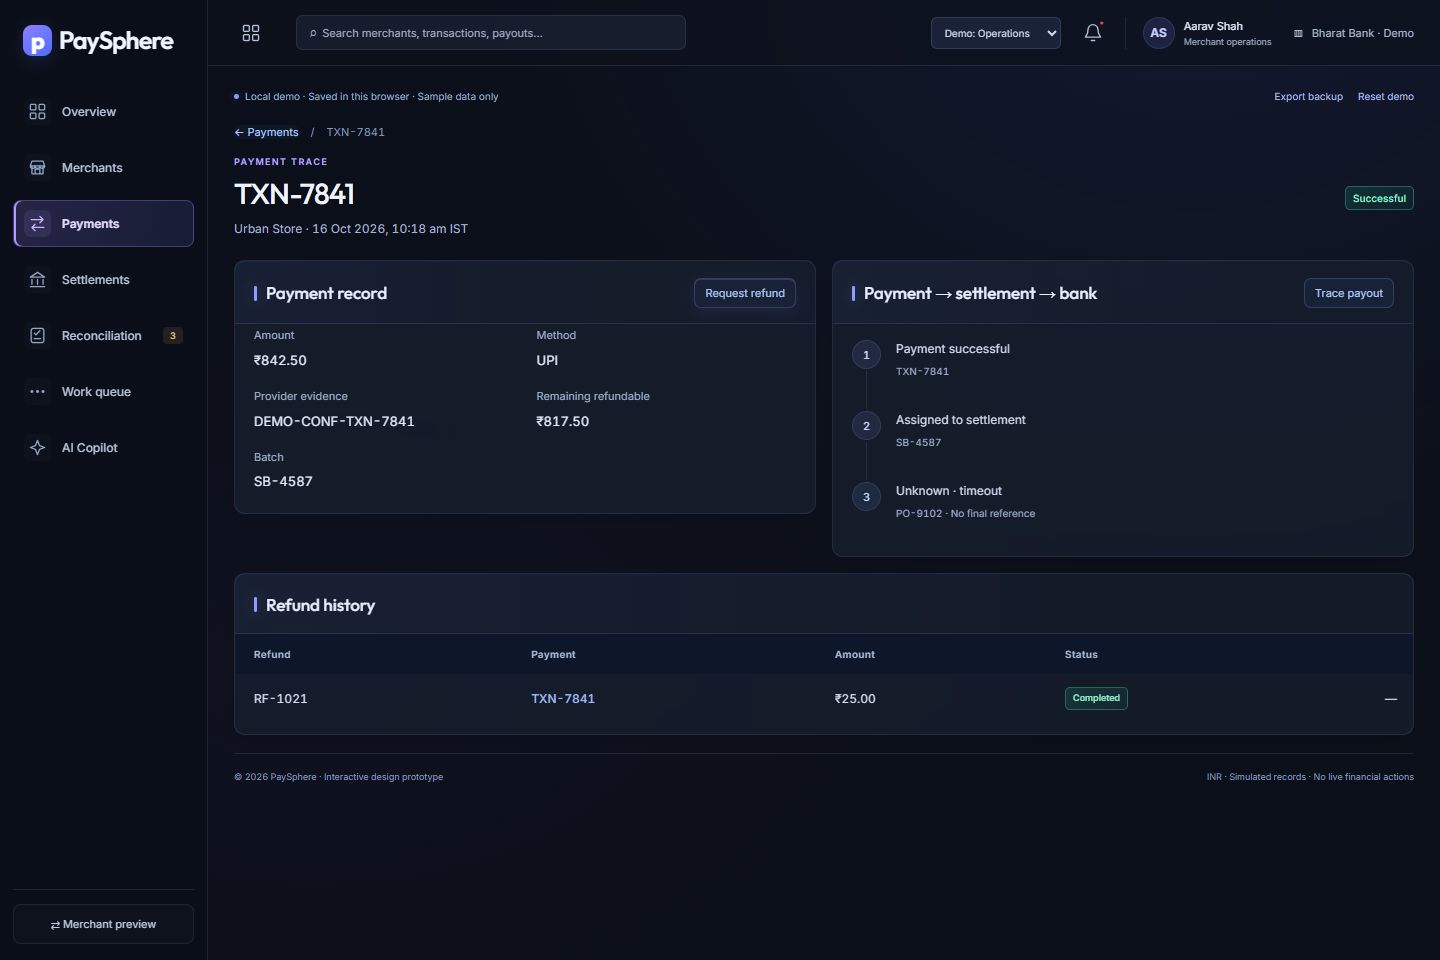 PaySphere
Overview
Merchants
Payments
Settlements
Reconciliation 3
Work queue
AI Copilot
⇄ Merchant preview
Search merchants, transactions, payouts...
Demo: Operations
AS
Aarav Shah
Merchant operations
Bharat Bank · Demo
Local demo · Saved in this browser · Sample data only
Export backup
Reset demo
← Payments / TXN-7841
PAYMENT TRACE
TXN-7841
Successful
Urban Store · 16 Oct 2026, 10:18 am IST
Payment record
Request refund
Amount
₹842.50
Method
UPI
Provider evidence
DEMO-CONF-TXN-7841
Remaining refundable
₹817.50
Batch
SB-4587
Payment → settlement → bank
Trace payout
1 Payment successful
TXN-7841
2 Assigned to settlement
SB-4587
3 Unknown · timeout
PO-9102 · No final reference
Refund history
Refund Payment Amount Status
RF-1021 TXN-7841 ₹25.00 Completed —
© 2026 PaySphere · Interactive design prototype
INR · Simulated records · No live financial actions